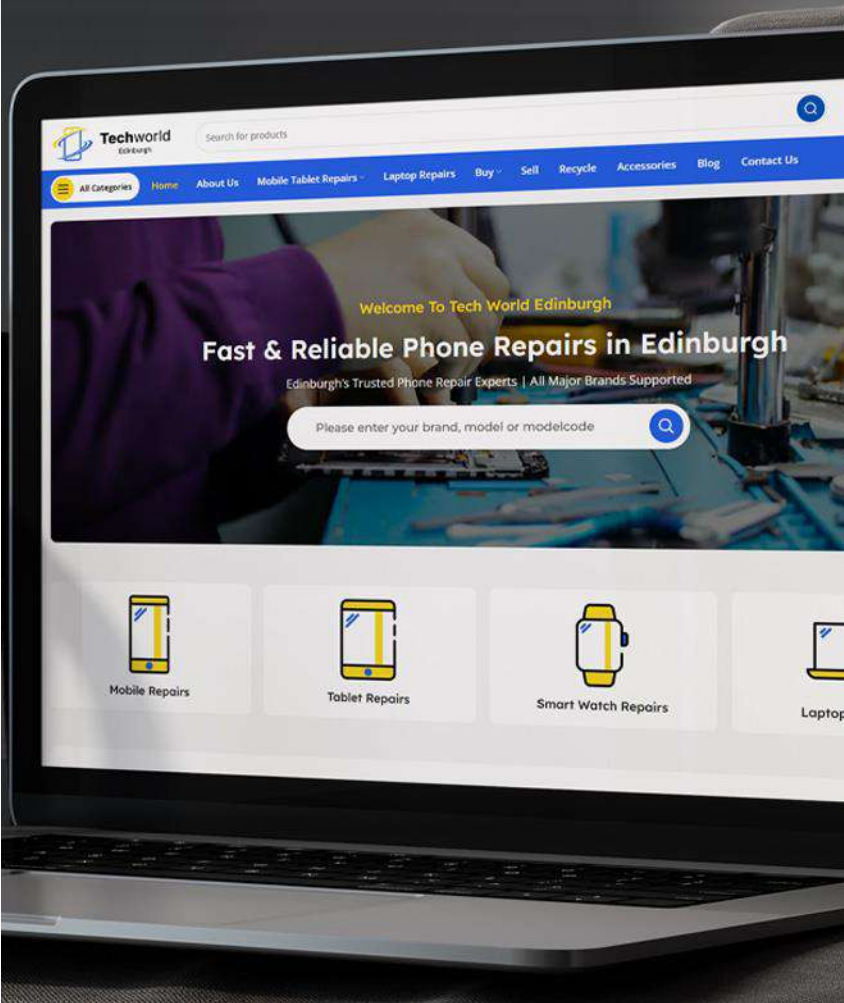 Techworld
Edinburgh
Search for products
All Categories
Home
About Us
Mobile Tablet Repairs
Laptop Repairs
Buy
Sell
Recycle
Accessories
Blog
Contact Us
Welcome To Tech World Edinburgh
Fast & Reliable Phone Repairs in Edinburgh
Edinburgh's Trusted Phone Repair Experts | All Major Brands Supported
Please enter your brand, model or modelcode
Mobile Repairs
Tablet Repairs
Smart Watch Repairs
Laptop